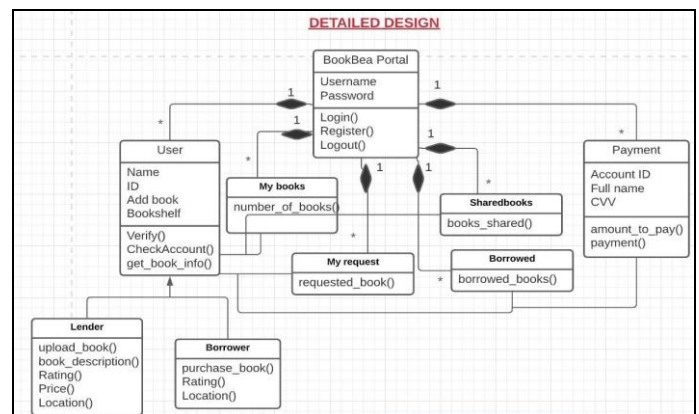 DETAILED DESIGN
BookBea Portal
Username
Password
Login()
Register()
Logout()
1
*
1
*
1
*
1
*
1
*
1
*
User
Name
ID
Add book
Bookshelf
Verify()
CheckAccount()
get_book_info()
My books
number_of_books()
Sharedbooks
books_shared()
Payment
Account ID
Full name
CVV
amount_to_pay()
payment()
My request
requested_book()
Borrowed
borrowed_books()
Lender
upload_book()
book_description()
Rating()
Price()
Location()
Borrower
purchase_book()
Rating()
Location()